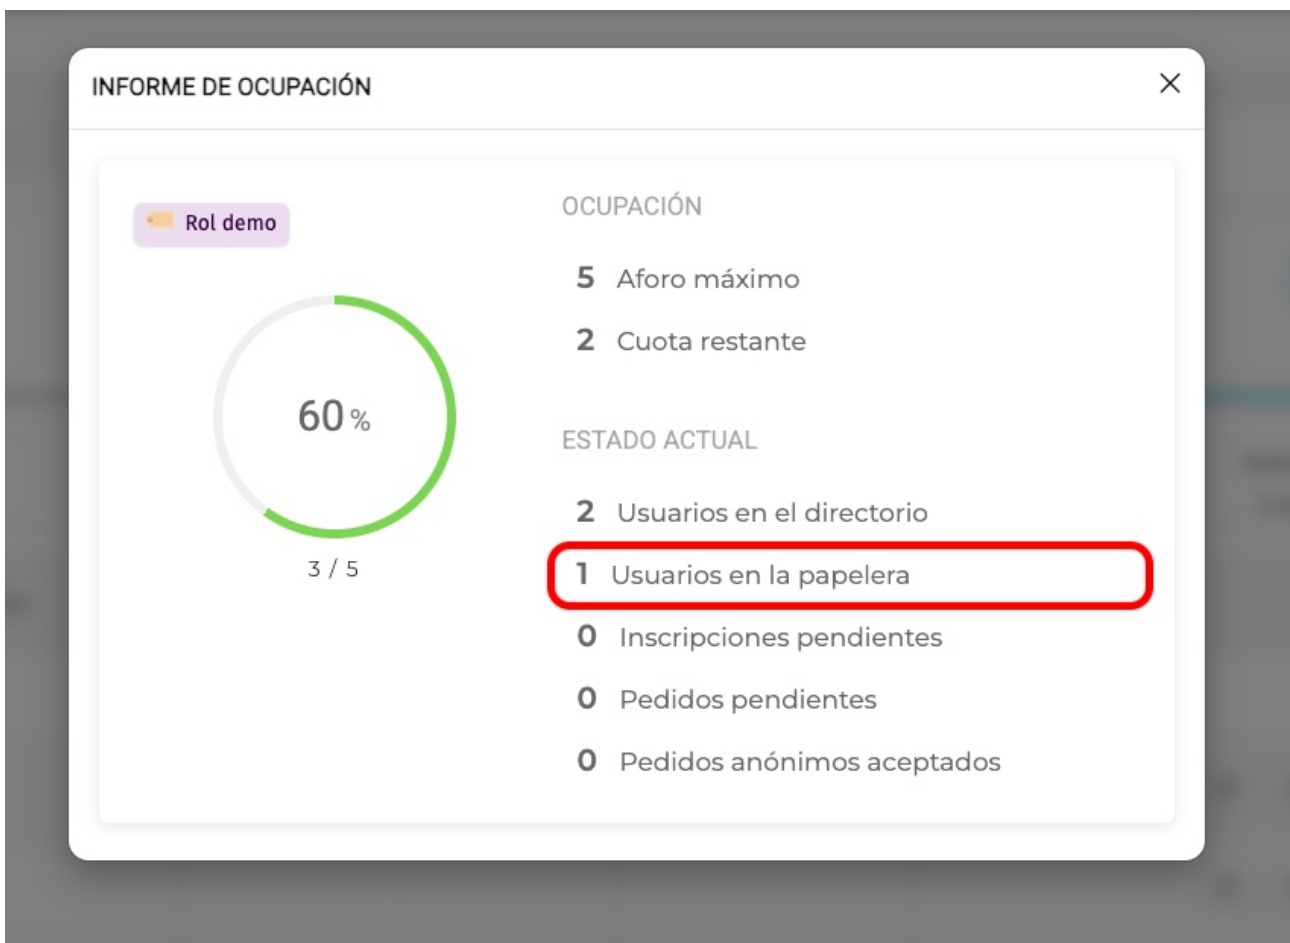 INFORME DE OCUPACIÓN
Rol demo
60 %
3 / 5
OCUPACIÓN
5 Aforo máximo
2 Cuota restante
ESTADO ACTUAL
2 Usuarios en el directorio
1 Usuarios en la papelera
0 Inscripciones pendientes
0 Pedidos pendientes
0 Pedidos anónimos aceptados